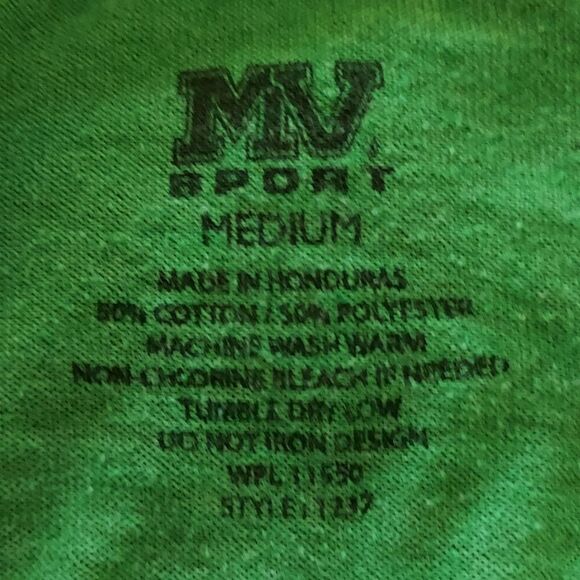 MV
SPORT
MEDIUM
MADE IN HONDURAS
50% COTTON / 50% POLYESTER
MACHINE WASH WARM
NON-CHLORINE BLEACH IF NEEDED
TUMBLE DRY LOW
DO NOT IRON DESIGN
WPL 11550
STYLE: 1237